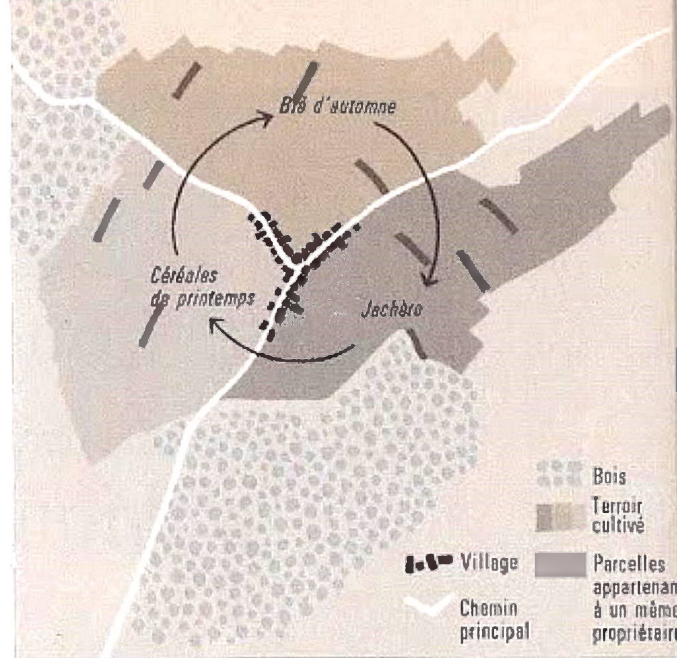 Blé d'automne
Céréales
de printemps
Jachère
Bois
Terroir
cultivé
Village
Parcelles
appartenan
à un même
propriétair
Chemin
principal